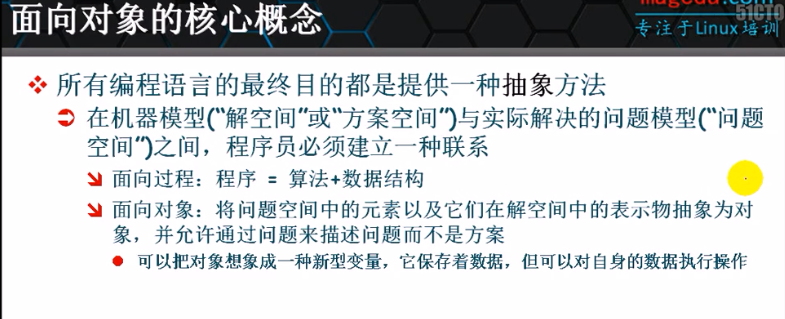 面向对象的核心概念
magedu.com
51CTO
专注于Linux培训
所有编程语言的最终目的都是提供一种抽象方法
在机器模型(“解空间”或“方案空间”)与实际解决的问题模型(“问题
空间”)之间，程序员必须建立一种联系
面向过程：程序 = 算法+数据结构
面向对象：将问题空间中的元素以及它们在解空间中的表示物抽象为对
象，并允许通过问题来描述问题而不是方案
可以把对象想象成一种新型变量，它保存着数据，但可以对自身的数据执行操作